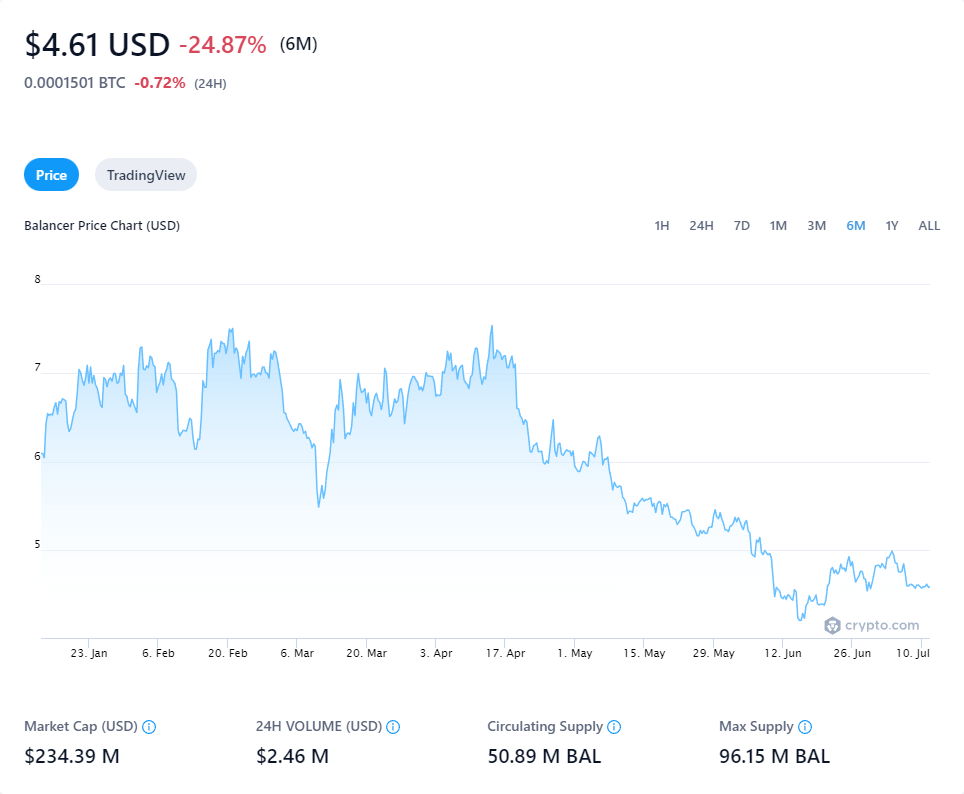 $4.61 USD -24.87% (6M)
0.0001501 BTC -0.72% (24H)
Price TradingView
Balancer Price Chart (USD) 1H 24H 7D 1M 3M 6M 1Y ALL
8
7
6
5
crypto.com
23. Jan 6. Feb 20. Feb 6. Mar 20. Mar 3. Apr 17. Apr 1. May 15. May 29. May 12. Jun 26. Jun 10. Jul
Market Cap (USD) 24H VOLUME (USD) Circulating Supply Max Supply
$234.39 M $2.46 M 50.89 M BAL 96.15 M BAL